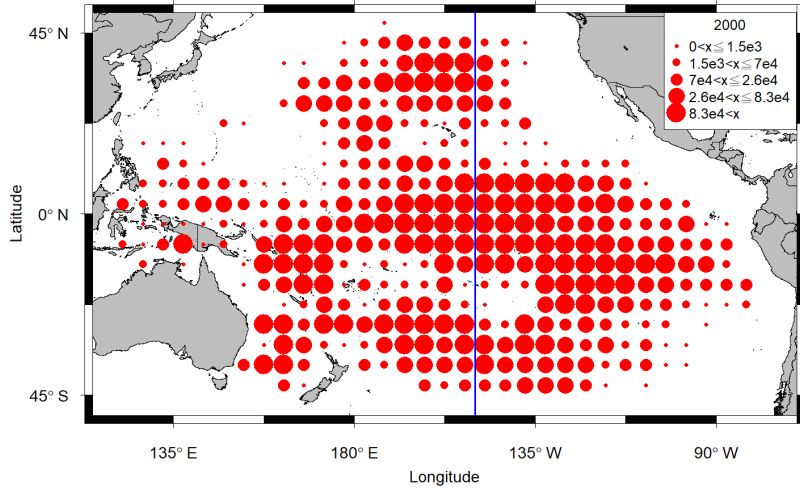 2000
0<x≦1.5e3
1.5e3<x≦7e4
7e4<x≦2.6e4
2.6e4<x≦8.3e4
8.3e4<x
45° N
0° N
45° S
Latitude
135° E
180° E
135° W
90° W
Longitude